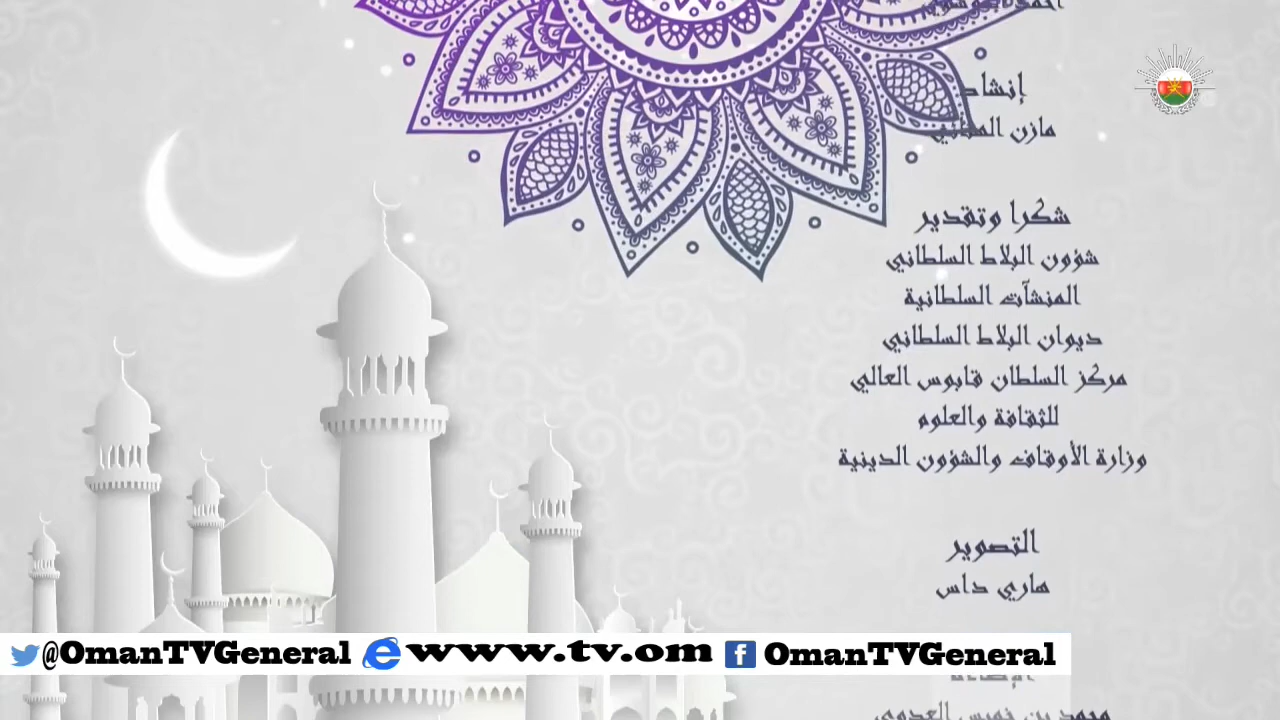 إنشاد
مازن
شكرا وتقدير
شؤون البلاط السلطاني
المنشآت السلطانية
ديوان البلاط السلطاني
مركز السلطان قابوس العالي
للثقافة والعلوم
وزارة الأوقاف والشؤون الدينية
التصوير
هاري داس
@OmanTVGeneral www.tv.om OmanTVGeneral